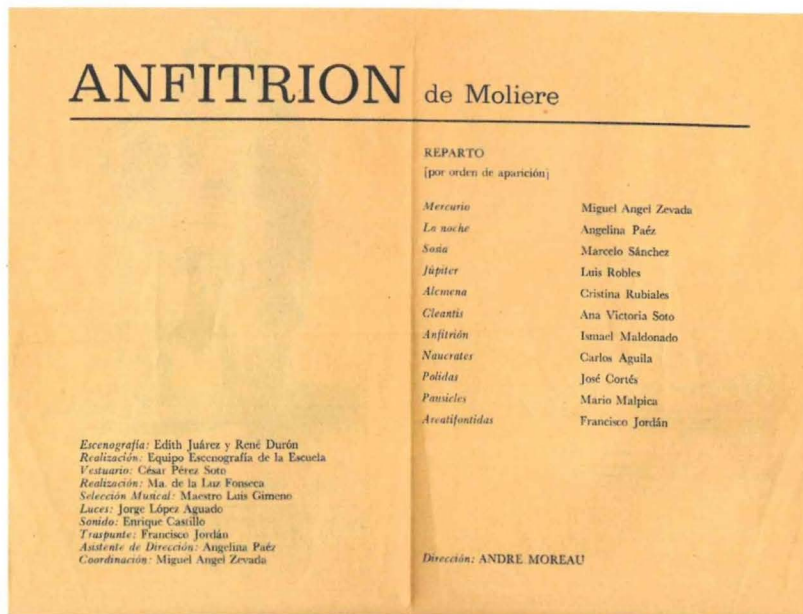 ANFITRION de Moliere
REPARTO
[por orden de aparición]
Mercurio Miguel Angel Zevada
La noche Angelina Paéz
Sosia Marcelo Sánchez
Júpiter Luis Robles
Alcmena Cristina Rubiales
Cleantis Ana Victoria Soto
Anfitrión Ismael Maldonado
Naucrates Carlos Aguila
Polidas José Cortés
Pausicles Mario Malpica
Arcatifontidas Francisco Jordán
Escenografía: Edith Juárez y René Durón
Realización: Equipo Escenografía de la Escuela
Vestuario: César Pérez Soto
Realización: Ma. de la Luz Fonseca
Selección Musical: Maestro Luis Gimeno
Luces: Jorge López Aguado
Sonido: Enrique Castillo
Traspunte: Francisco Jordán
Asistente de Dirección: Angelina Paéz
Coordinación: Miguel Angel Zevada
Dirección: ANDRE MOREAU